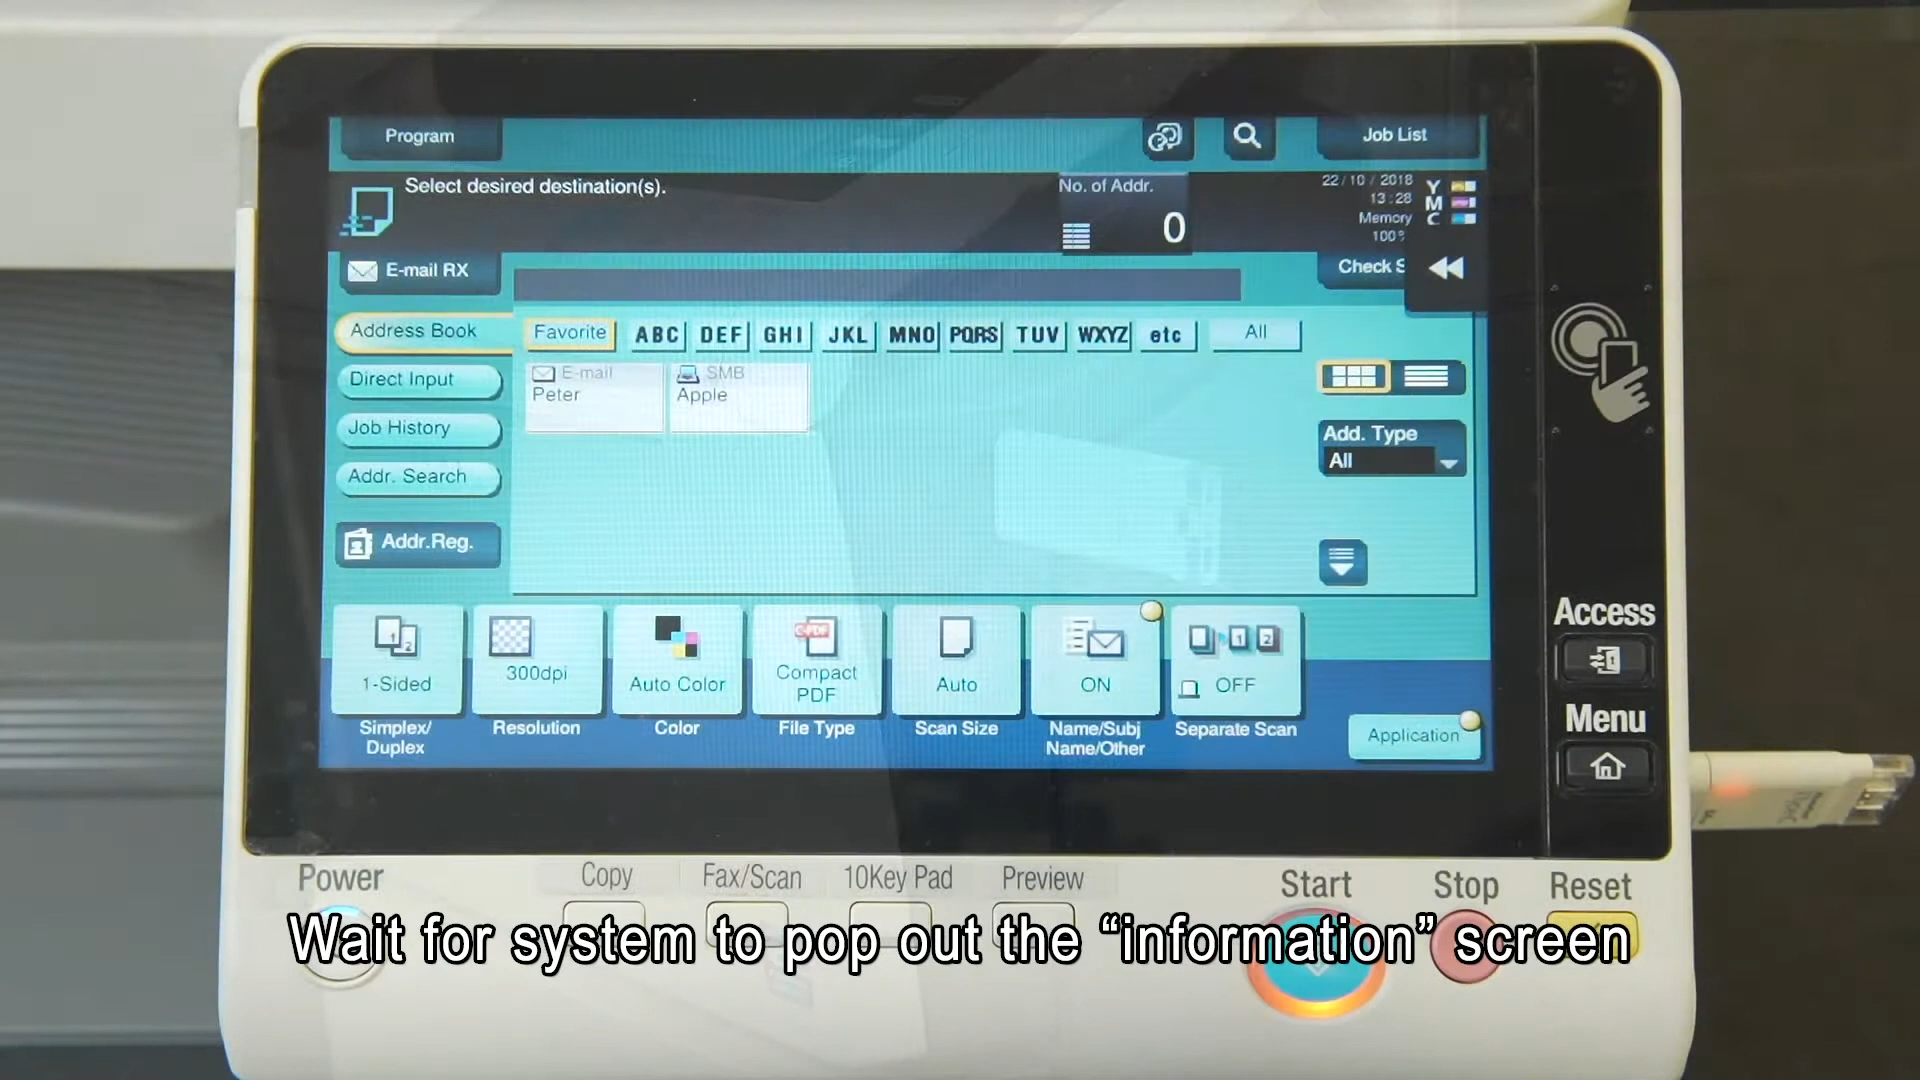 Program
Job List
Select desired destination(s).
No. of Addr.
0
22/10/2018
13:28
Memory
100%
Y
M
C
E-mail RX
Check S
Address Book
Favorite
ABC
DEF
GHI
JKL
MNO
PQRS
TUV
WXYZ
etc
All
Direct Input
E-mail
Peter
SMB
Apple
Job History
Addr. Search
Add. Type
All
Addr.Reg.
1-Sided
Simplex/
Duplex
300dpi
Resolution
Auto Color
Color
C-PDF
Compact
PDF
File Type
Auto
Scan Size
ON
Name/Subj
Name/Other
1 2
OFF
Separate Scan
Application
Access
Menu
Power
Copy
Fax/Scan
10Key Pad
Preview
Start
Stop
Reset
Wait for system to pop out the “information” screen